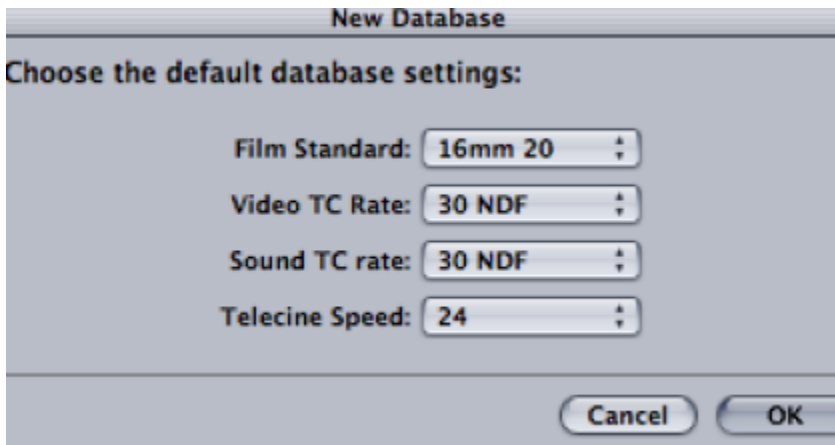 New Database
Choose the default database settings:
Film Standard: 16mm 20
Video TC Rate: 30 NDF
Sound TC rate: 30 NDF
Telecine Speed: 24
Cancel OK